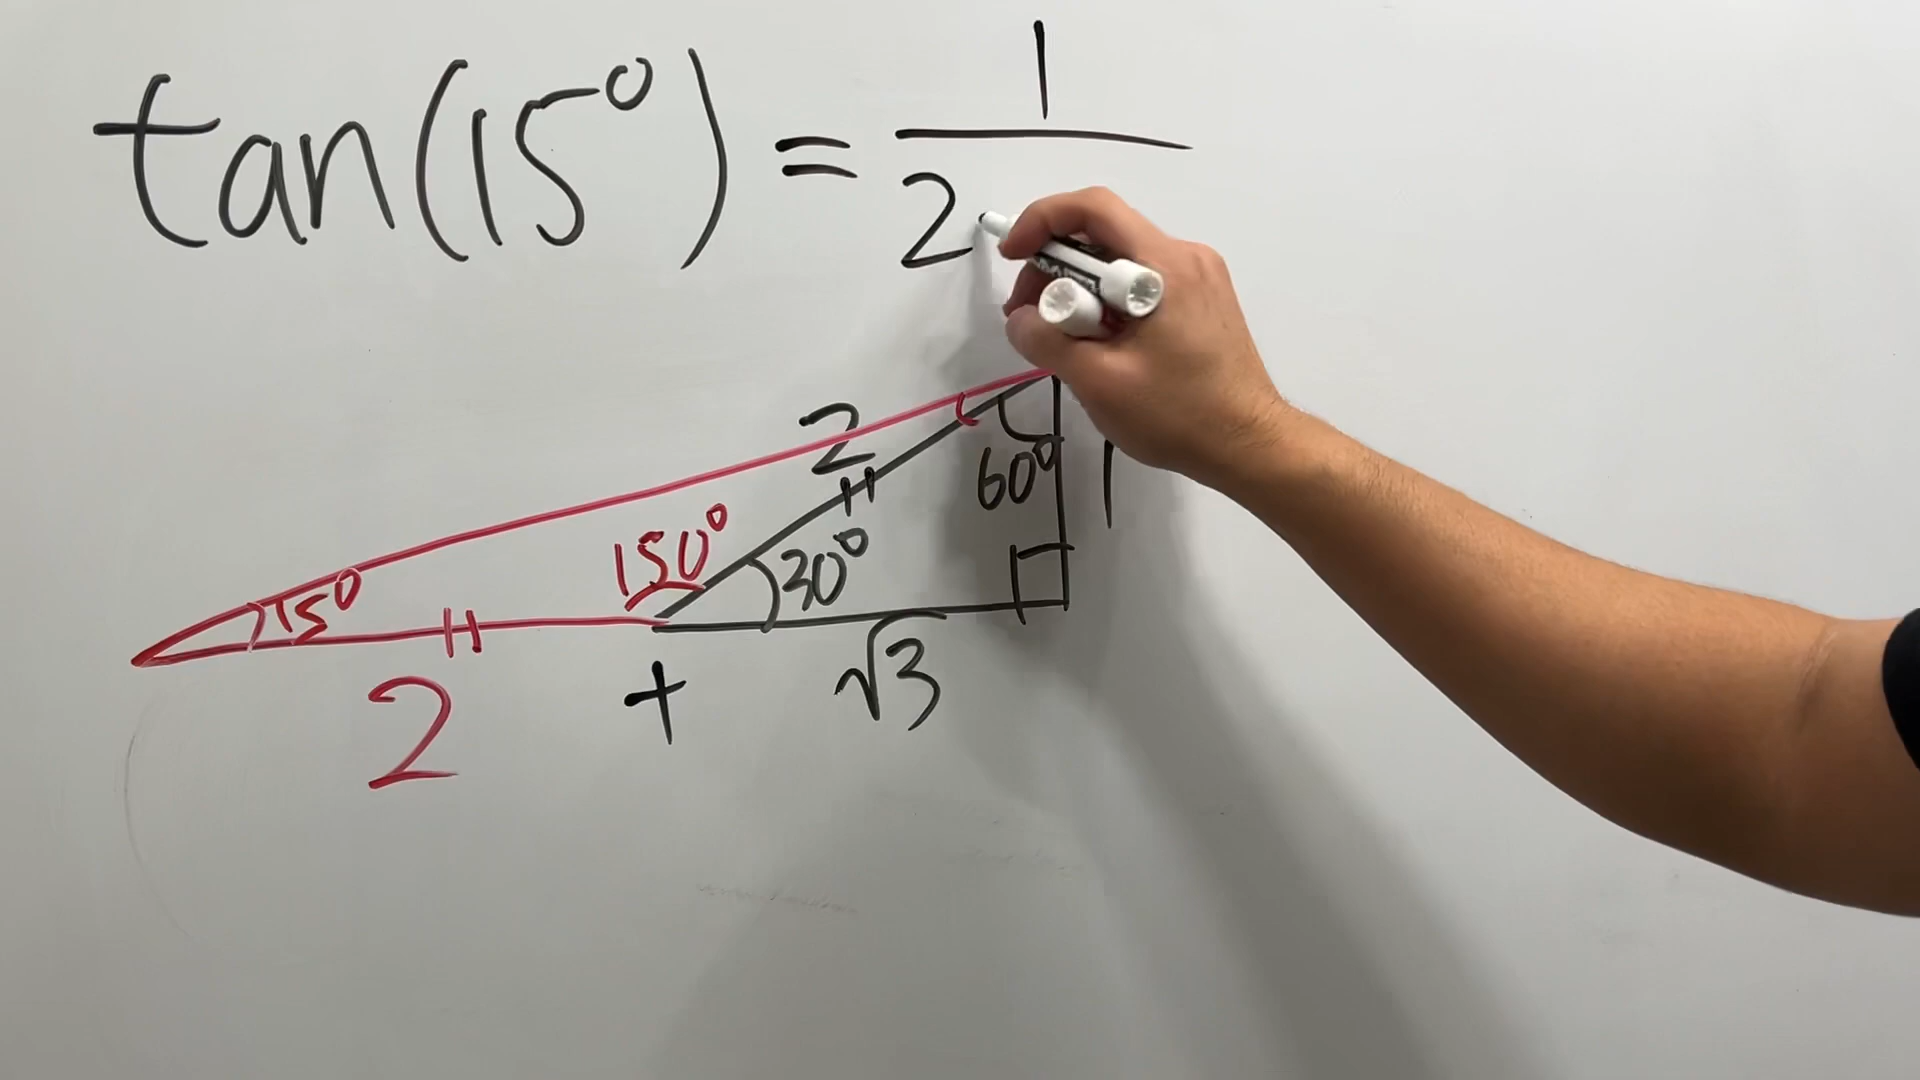 tan(15°) = 1
2
2
60° 1
150° 30°
15°
2 + √3